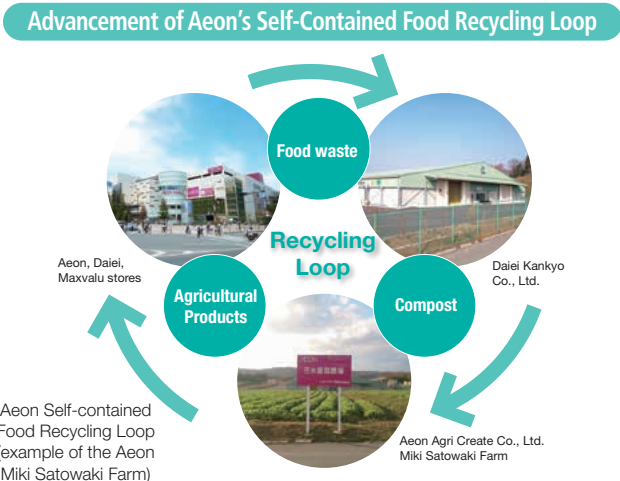 Advancement of Aeon's Self-Contained Food Recycling Loop
Food waste
Recycling
Loop
Aeon, Daiei,
Maxvalu stores
Daiei Kankyo
Co., Ltd.
Agricultural
Products
Compost
Aeon Agri Create Co., Ltd.
Miki Satowaki Farm
Aeon Self-contained
Food Recycling Loop
(example of the Aeon
Miki Satowaki Farm)